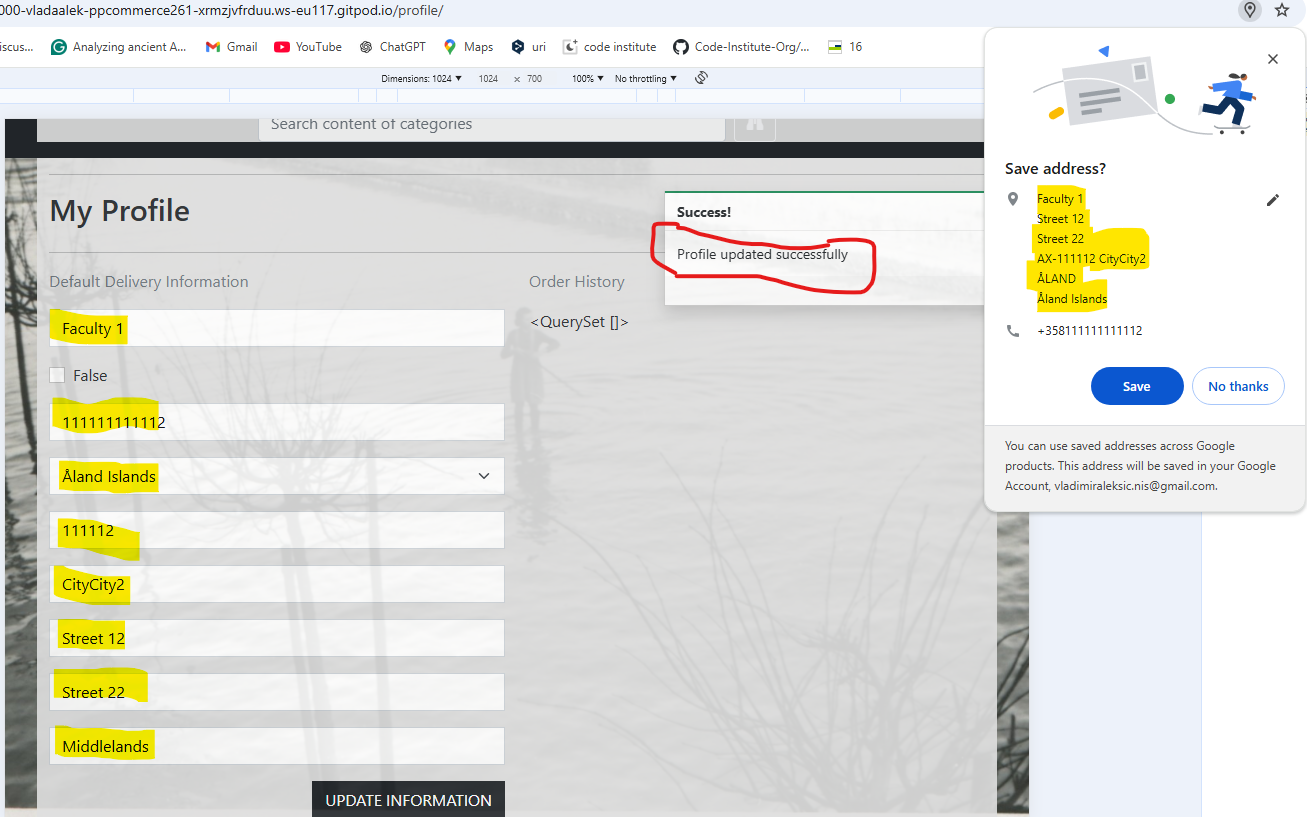 000-vladaalek-ppcommerce261-xrmzjvfrduu.ws-eu117.gitpod.io/profile/
iscus... Analyzing ancient A... Gmail YouTube ChatGPT Maps uri code institute Code-Institute-Org/... 16
Dimensions: 1024 ▼ 1024 × 700 100% ▼ No throttling ▼
Search content of categories
My Profile
Success!
Profile updated successfully
Default Delivery Information
Order History
Faculty 1
<QuerySet []>
False
111111111112
Åland Islands
111112
CityCity2
Street 12
Street 22
Middlelands
UPDATE INFORMATION
Save address?
Faculty 1
Street 12
Street 22
AX-111112 CityCity2
ÅLAND
Åland Islands
+358111111111112
Save No thanks
You can use saved addresses across Google
products. This address will be saved in your Google
Account, vladimiraleksic.nis@gmail.com.